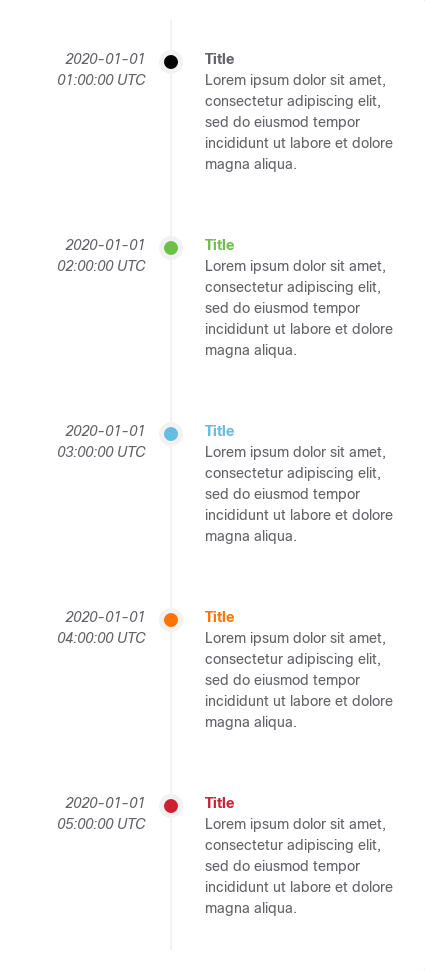 2020-01-01
01:00:00 UTC
Title
Lorem ipsum dolor sit amet,
consectetur adipiscing elit,
sed do eiusmod tempor
incididunt ut labore et dolore
magna aliqua.
2020-01-01
02:00:00 UTC
Title
Lorem ipsum dolor sit amet,
consectetur adipiscing elit,
sed do eiusmod tempor
incididunt ut labore et dolore
magna aliqua.
2020-01-01
03:00:00 UTC
Title
Lorem ipsum dolor sit amet,
consectetur adipiscing elit,
sed do eiusmod tempor
incididunt ut labore et dolore
magna aliqua.
2020-01-01
04:00:00 UTC
Title
Lorem ipsum dolor sit amet,
consectetur adipiscing elit,
sed do eiusmod tempor
incididunt ut labore et dolore
magna aliqua.
2020-01-01
05:00:00 UTC
Title
Lorem ipsum dolor sit amet,
consectetur adipiscing elit,
sed do eiusmod tempor
incididunt ut labore et dolore
magna aliqua.